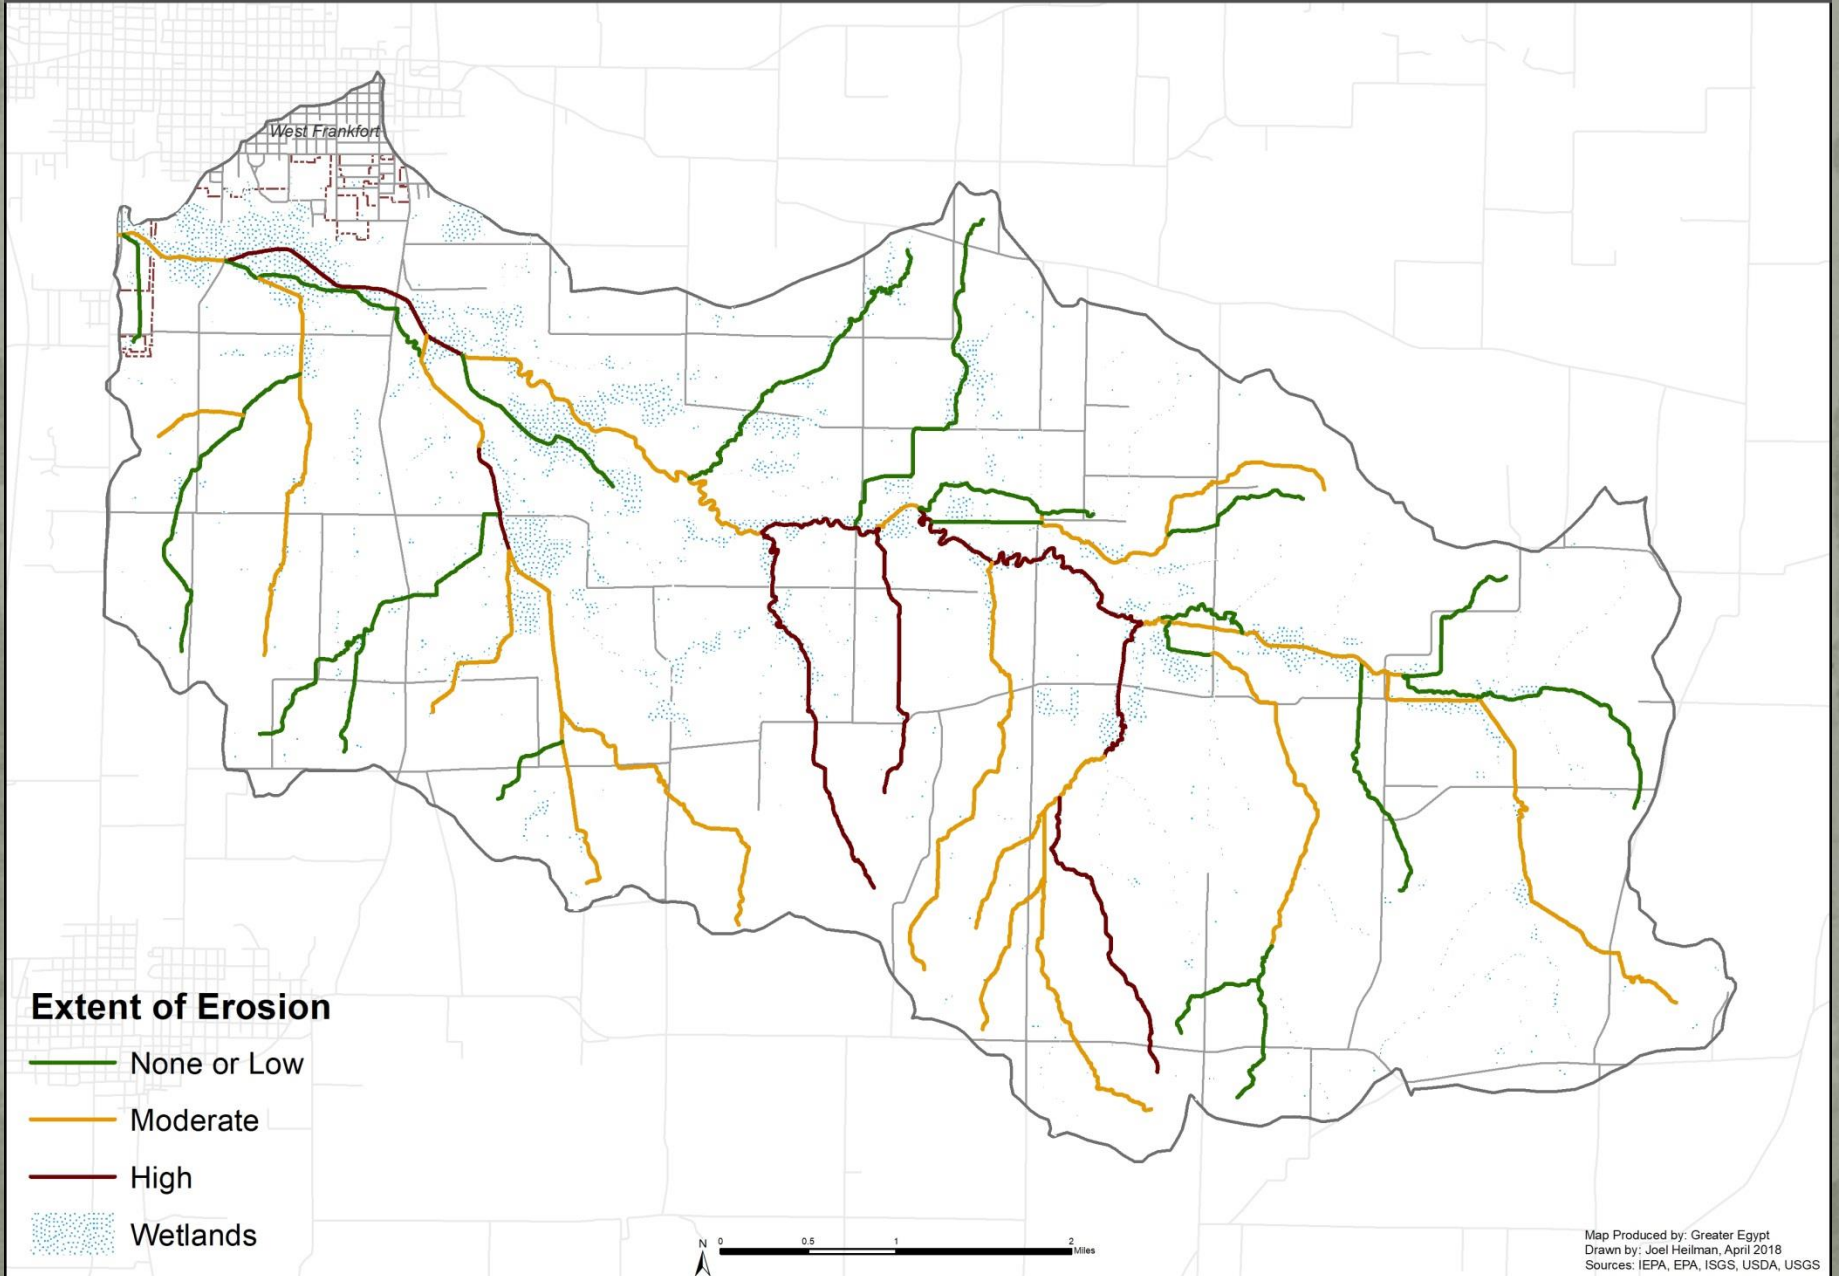 West Frankfort
Extent of Erosion
None or Low
Moderate
High
Wetlands
N
0 0.5 1 2
Miles
Map Produced by: Greater Egypt
Drawn by: Joel Heilman, April 2018
Sources: IEPA, EPA, ISGS, USDA, USGS